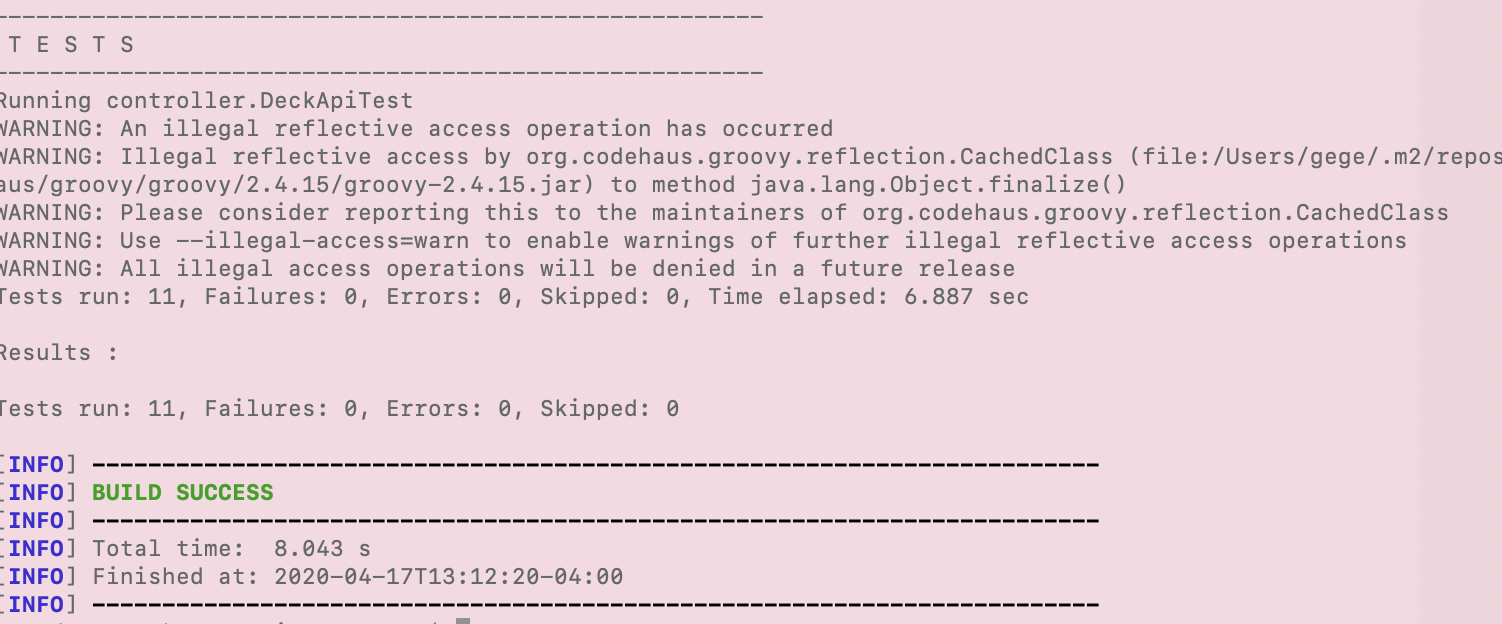 -------------------------------------------------------
T E S T S
-------------------------------------------------------
Running controller.DeckApiTest
WARNING: An illegal reflective access operation has occurred
WARNING: Illegal reflective access by org.codehaus.groovy.reflection.CachedClass (file:/Users/gege/.m2/repos
aus/groovy/groovy/2.4.15/groovy-2.4.15.jar) to method java.lang.Object.finalize()
WARNING: Please consider reporting this to the maintainers of org.codehaus.groovy.reflection.CachedClass
WARNING: Use --illegal-access=warn to enable warnings of further illegal reflective access operations
WARNING: All illegal access operations will be denied in a future release
Tests run: 11, Failures: 0, Errors: 0, Skipped: 0, Time elapsed: 6.887 sec
Results :
Tests run: 11, Failures: 0, Errors: 0, Skipped: 0
[INFO] ------------------------------------------------------------------------
[INFO] BUILD SUCCESS
[INFO] ------------------------------------------------------------------------
[INFO] Total time:  8.043 s
[INFO] Finished at: 2020-04-17T13:12:20-04:00
[INFO] ------------------------------------------------------------------------